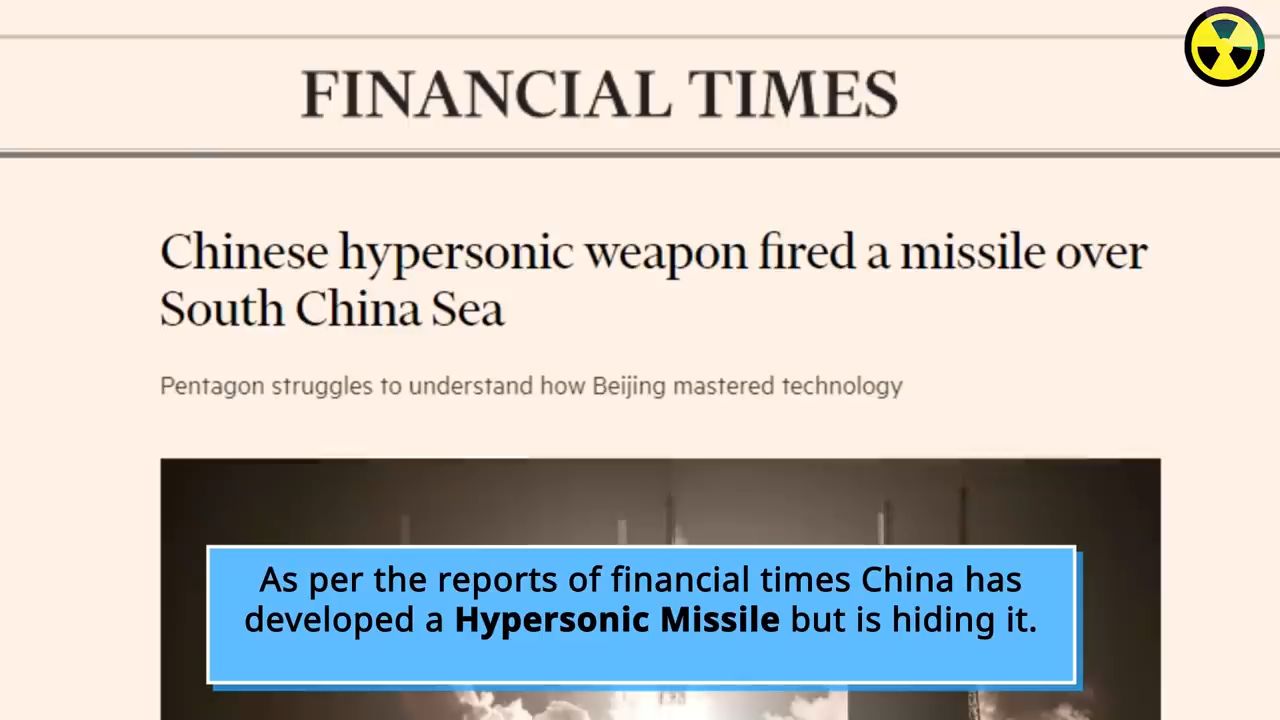 FINANCIAL TIMES
Chinese hypersonic weapon fired a missile over
South China Sea
Pentagon struggles to understand how Beijing mastered technology
As per the reports of financial times China has
developed a Hypersonic Missile but is hiding it.